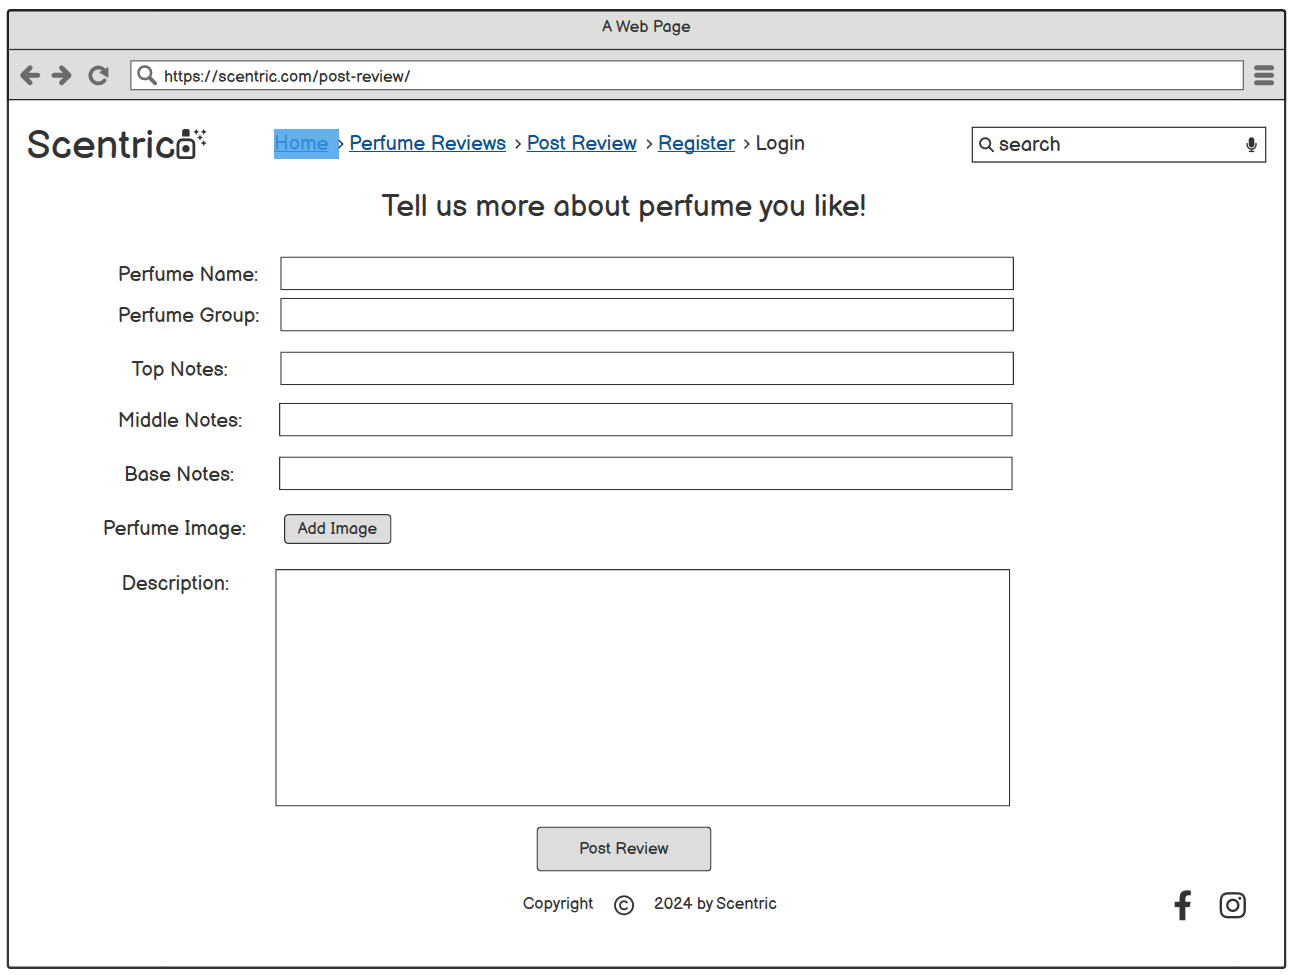 A Web Page
https://scentric.com/post-review/
Scentric
Home > Perfume Reviews > Post Review > Register > Login
search
Tell us more about perfume you like!
Perfume Name:
Perfume Group:
Top Notes:
Middle Notes:
Base Notes:
Perfume Image: Add Image
Description:
Post Review
Copyright © 2024 by Scentric